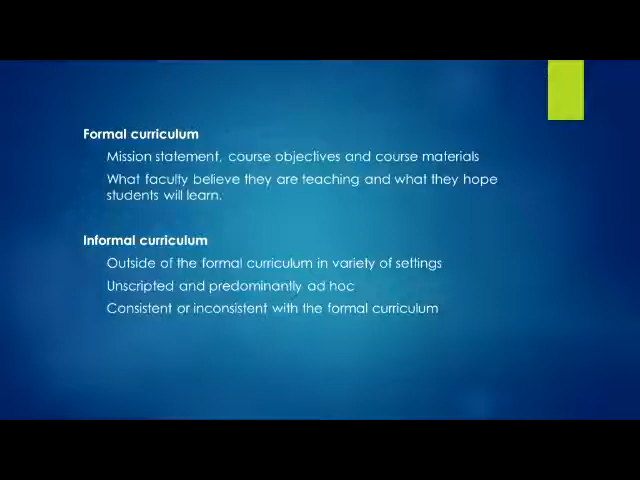 Formal curriculum
Mission statement, course objectives and course materials
What faculty believe they are teaching and what they hope
students will learn.
Informal curriculum
Outside of the formal curriculum in variety of settings
Unscripted and predominantly ad hoc
Consistent or inconsistent with the formal curriculum